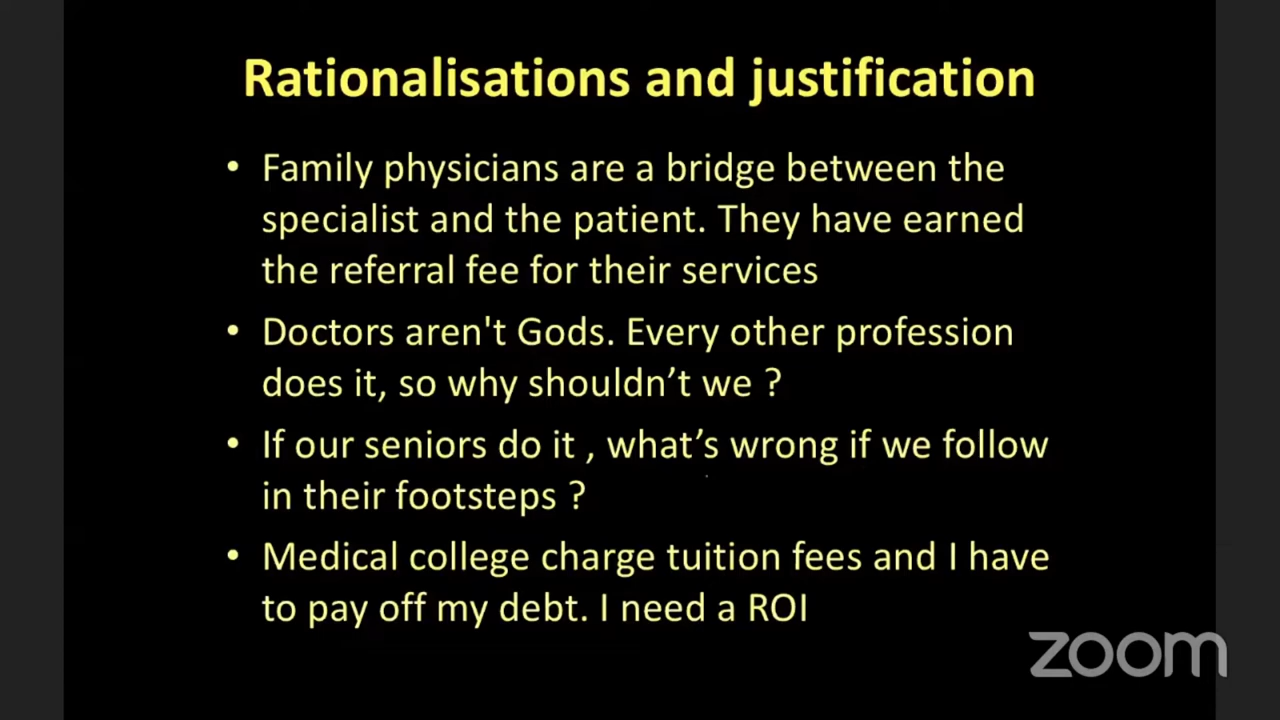 Rationalisations and justification
• Family physicians are a bridge between the
specialist and the patient. They have earned
the referral fee for their services
• Doctors aren't Gods. Every other profession
does it, so why shouldn’t we ?
• If our seniors do it , what’s wrong if we follow
in their footsteps ?
• Medical college charge tuition fees and I have
to pay off my debt. I need a ROI
zoom